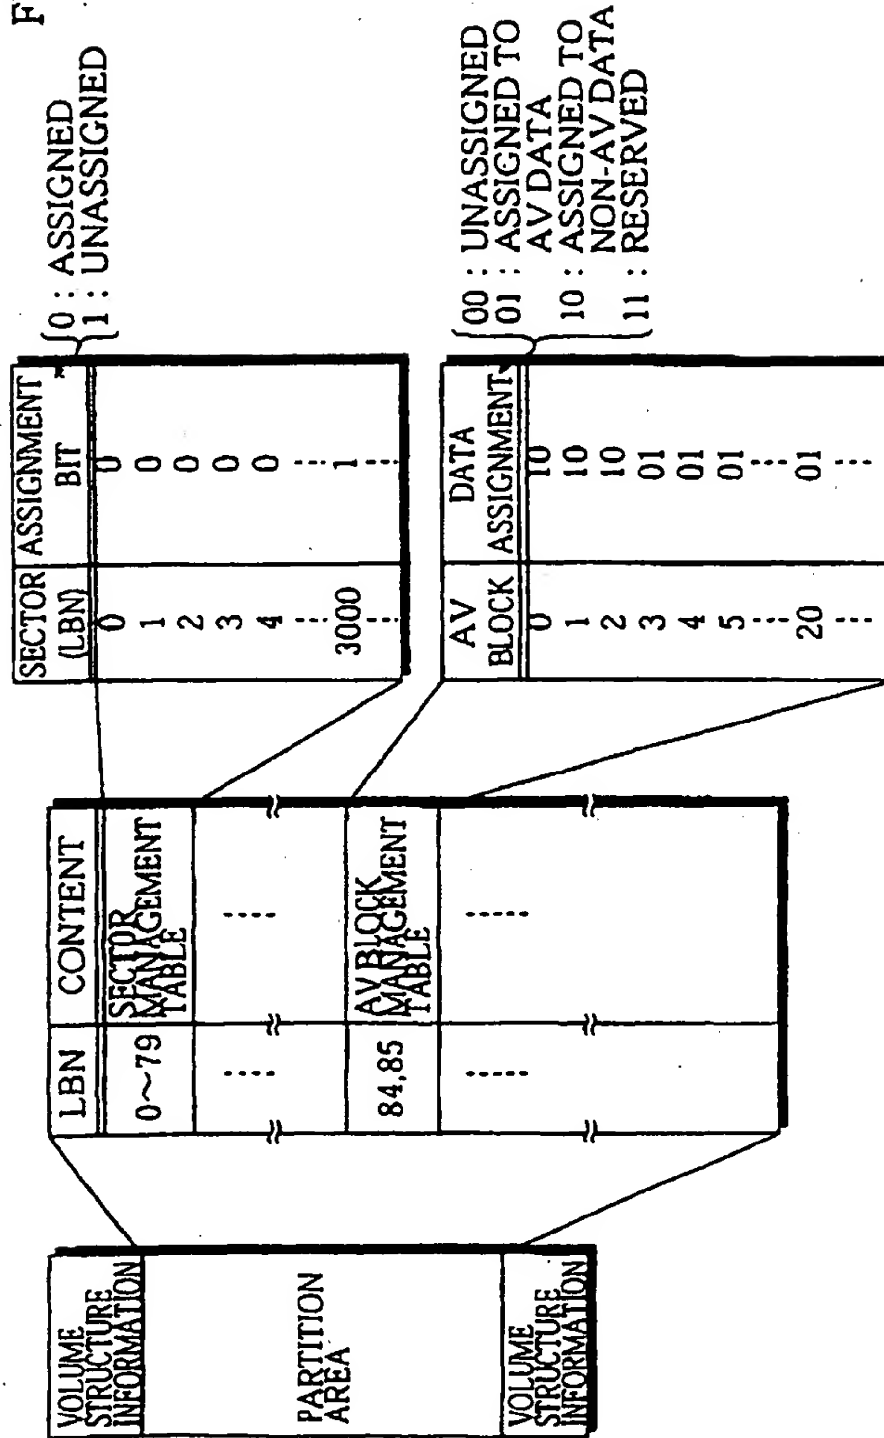 F
VOLUME
STRUCTURE
INFORMATION
PARTITION
AREA
VOLUME
STRUCTURE
INFORMATION
LBN CONTENT
0~79 SECTOR
MANAGEMENT
TABLE
..... .....
84,85 AV BLOCK
MANAGEMENT
TABLE
..... .....
SECTOR ASSIGNMENT
(LBN) BIT
0 0
1 0
2 0
3 0
4 0
... ...
3000 1
... ...
0 : ASSIGNED
1 : UNASSIGNED
AV DATA
BLOCK ASSIGNMENT
0 10
1 10
2 10
3 01
4 01
5 01
... ...
20 01
... ...
00 : UNASSIGNED
01 : ASSIGNED TO
AV DATA
10 : ASSIGNED TO
NON-AV DATA
11 : RESERVED